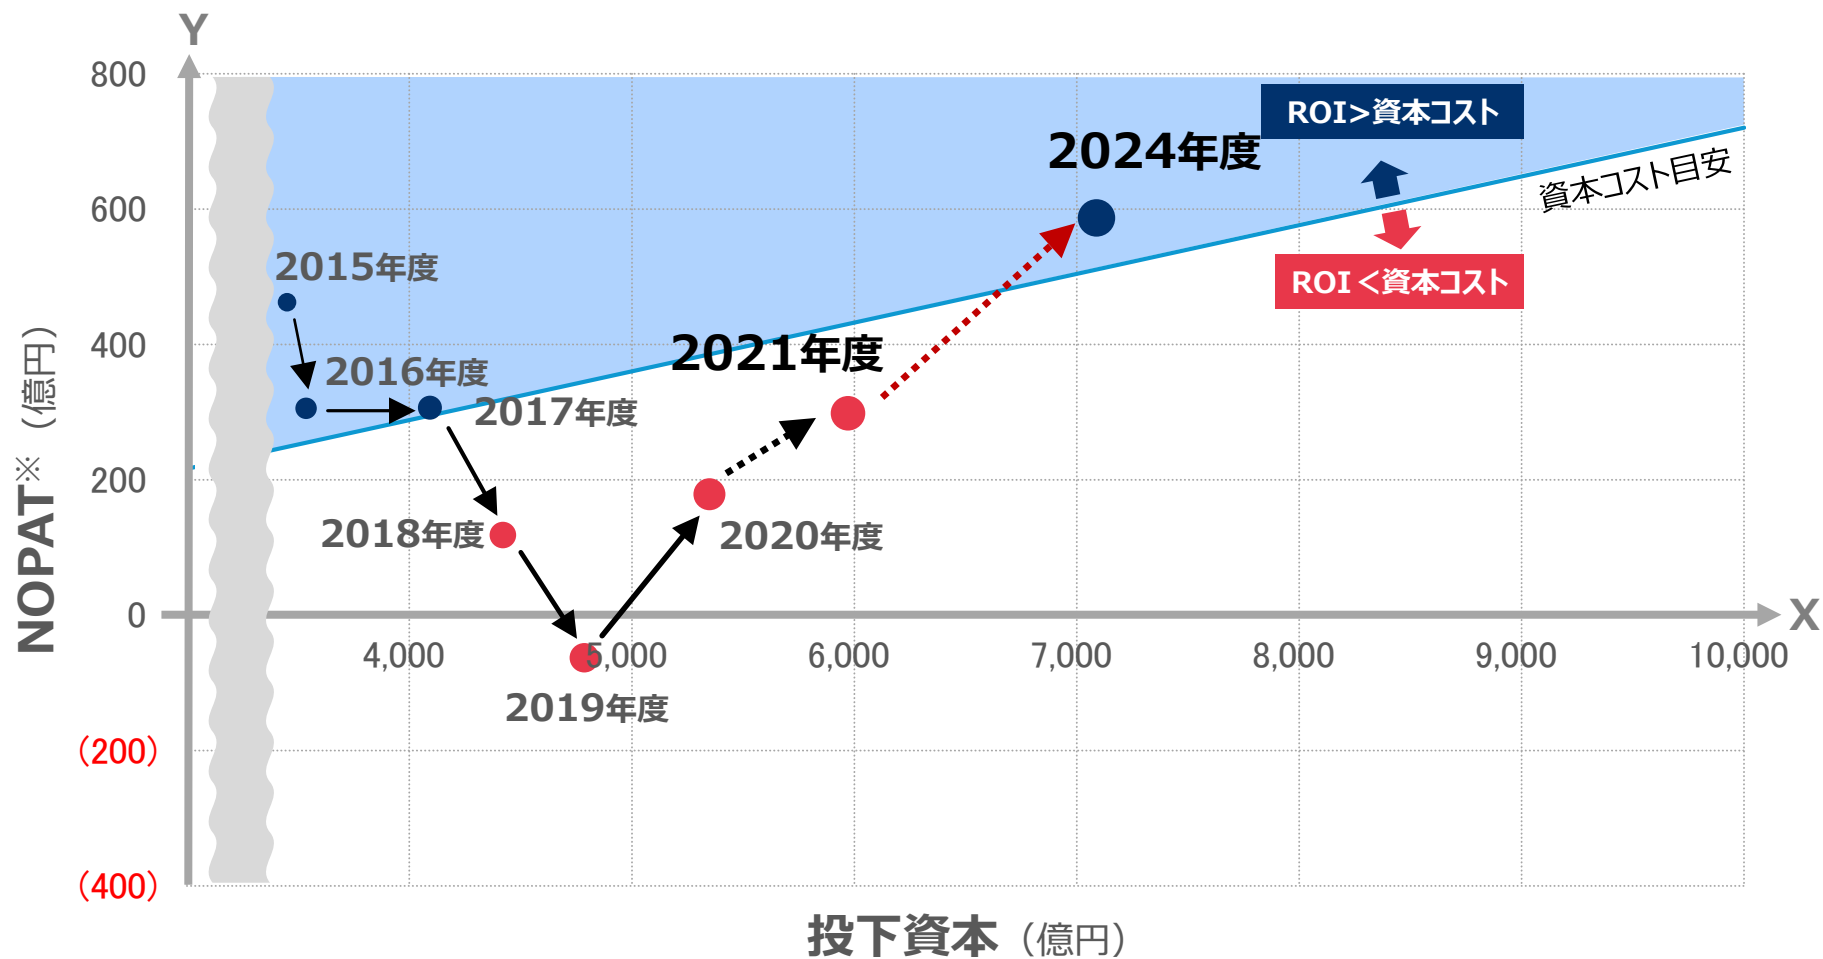 Y
800
600
400
200
0
(200)
(400)
NOPAT※（億円）
ROI>資本コスト
資本コスト目安
ROI＜資本コスト
2024年度
2015年度
2021年度
2016年度
2017年度
2018年度
2020年度
2019年度
X
4,000
5,000
6,000
7,000
8,000
9,000
10,000
投下資本（億円）